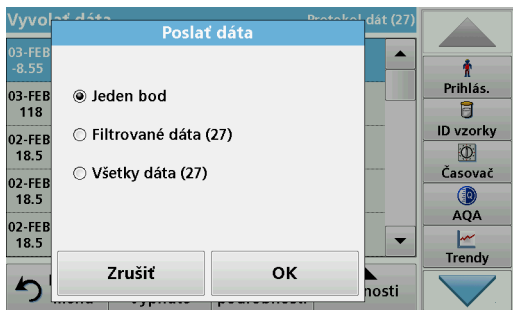 Vyvolať dáta
Protokol dát (27)
Poslať dáta
03-FEB
-8.55
03-FEB
118
02-FEB
18.5
02-FEB
18.5
02-FEB
18.5
Jeden bod
Filtrované dáta (27)
Všetky dáta (27)
Zrušiť
OK
Prihlás.
ID vzorky
Časovač
AQA
Trendy